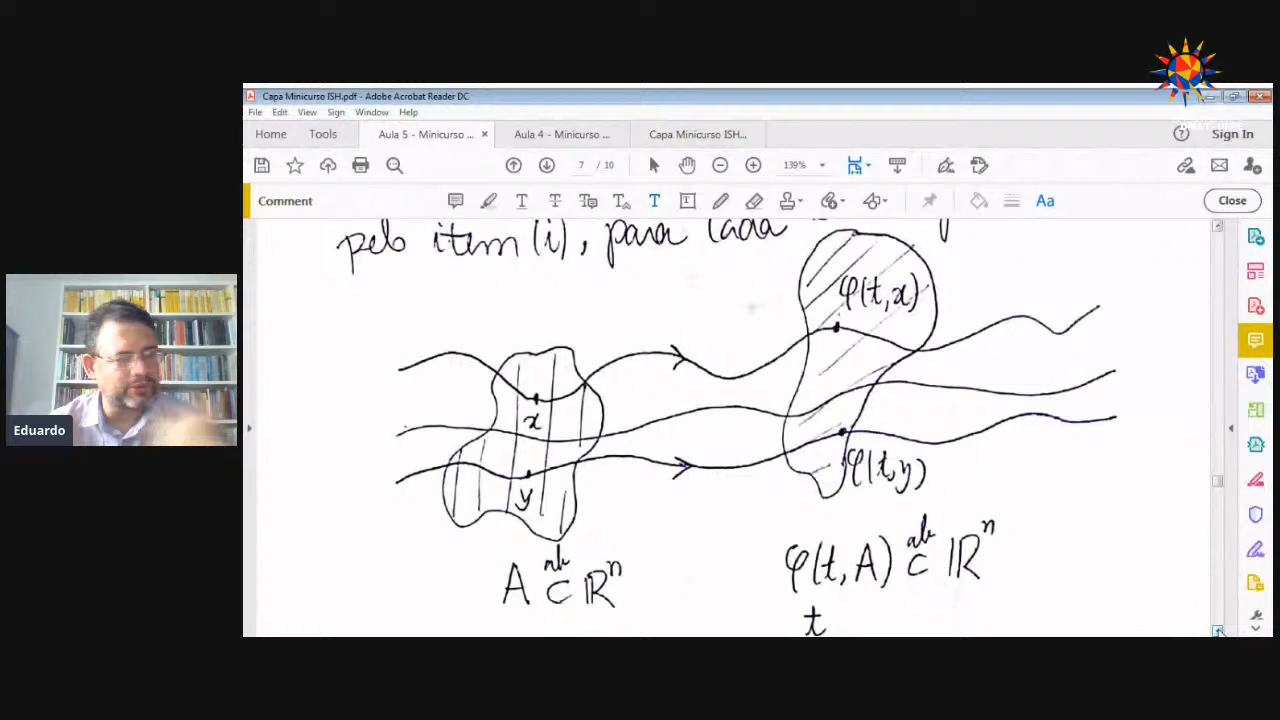 Capa Minicurso ISH.pdf - Adobe Acrobat Reader DC
File Edit View Sign Window Help
Home Tools Aula 5 - Minicurso ... × Aula 4 - Minicurso ... Capa Minicurso ISH... Sign In
7 / 10 139%
Comment Aa Close
pelo item (i), para cada
φ(t,x)
x
Eduardo
y
φ(t,y)
A ab ⊂ ℝⁿ
φ(t,A) ab ⊂ ℝⁿ
t